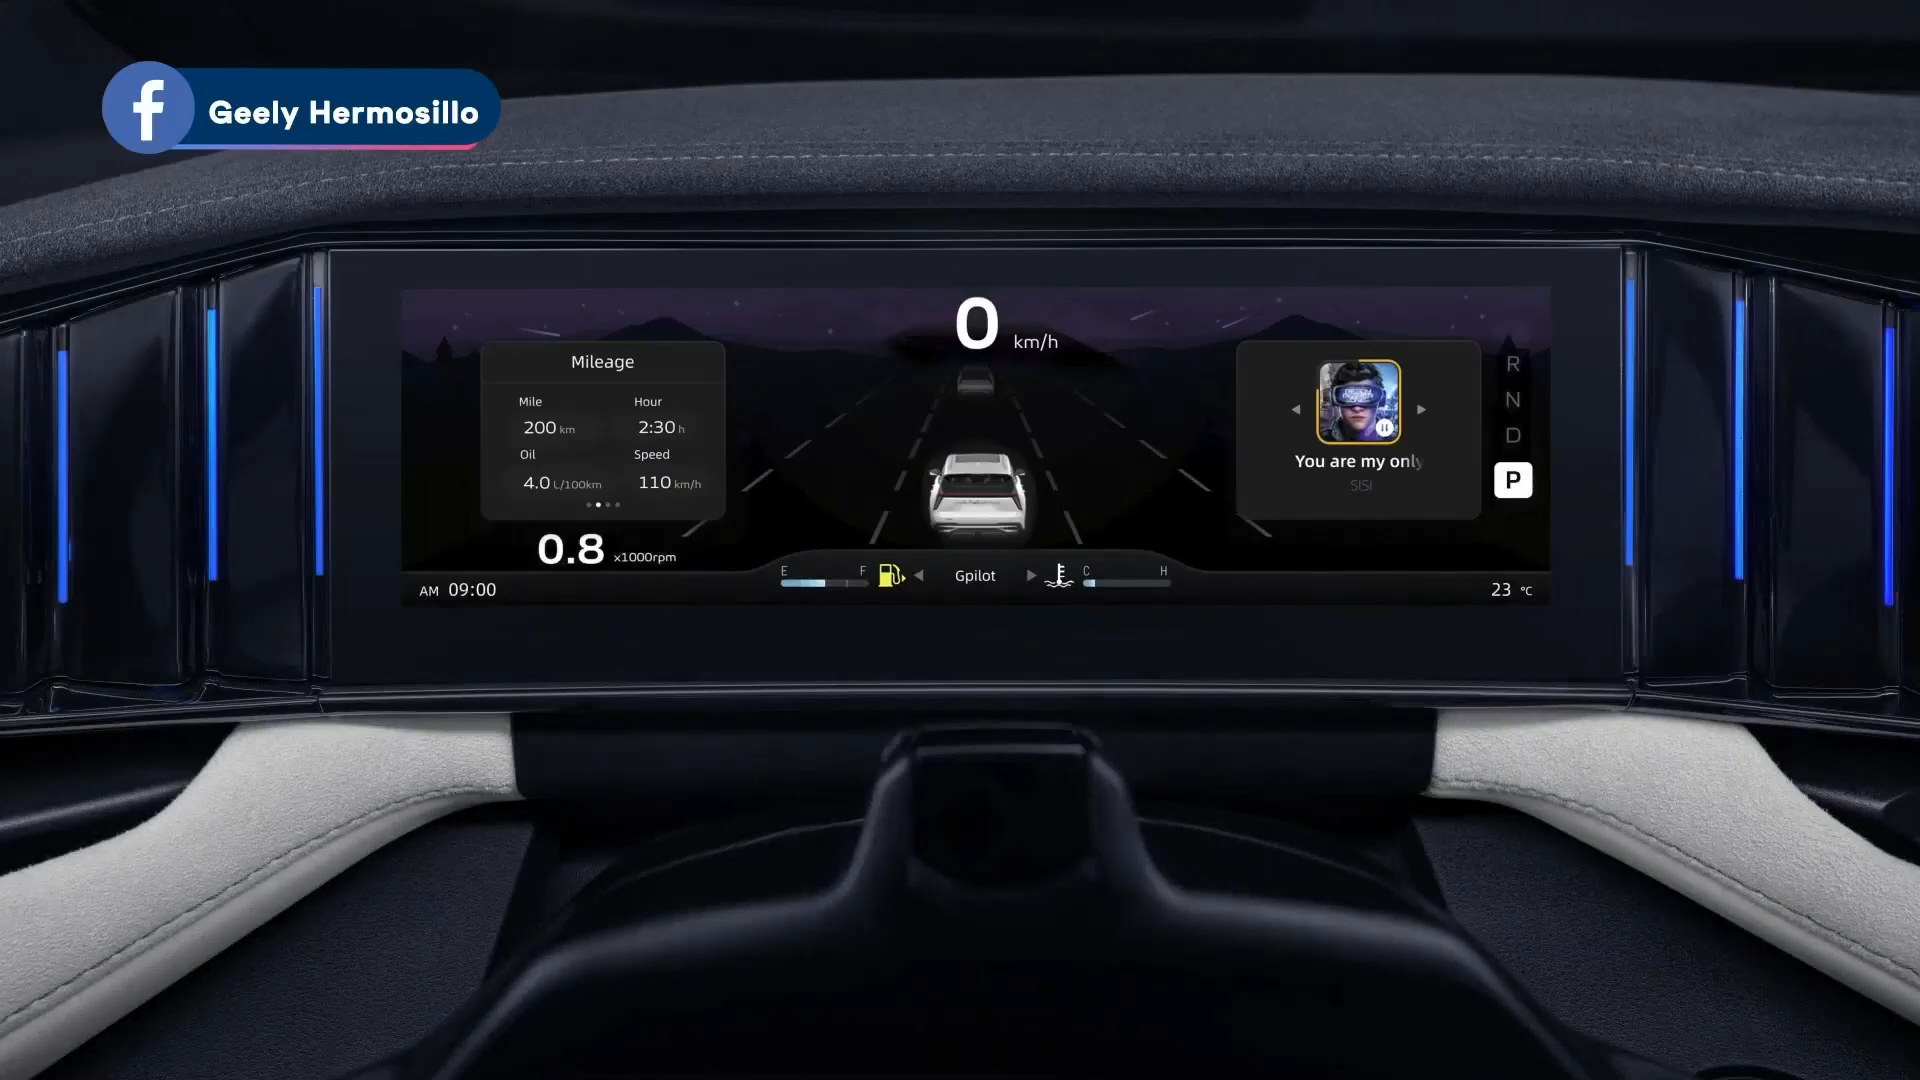 f Geely Hermosillo
0 km/h
Mileage
Mile Hour
200 km 2:30 h
Oil Speed
4.0 L/100km 110 km/h
0.8 x1000rpm
AM 09:00
E F
Gpilot
C H
You are my only
SISI
R
N
D
P
23 °C